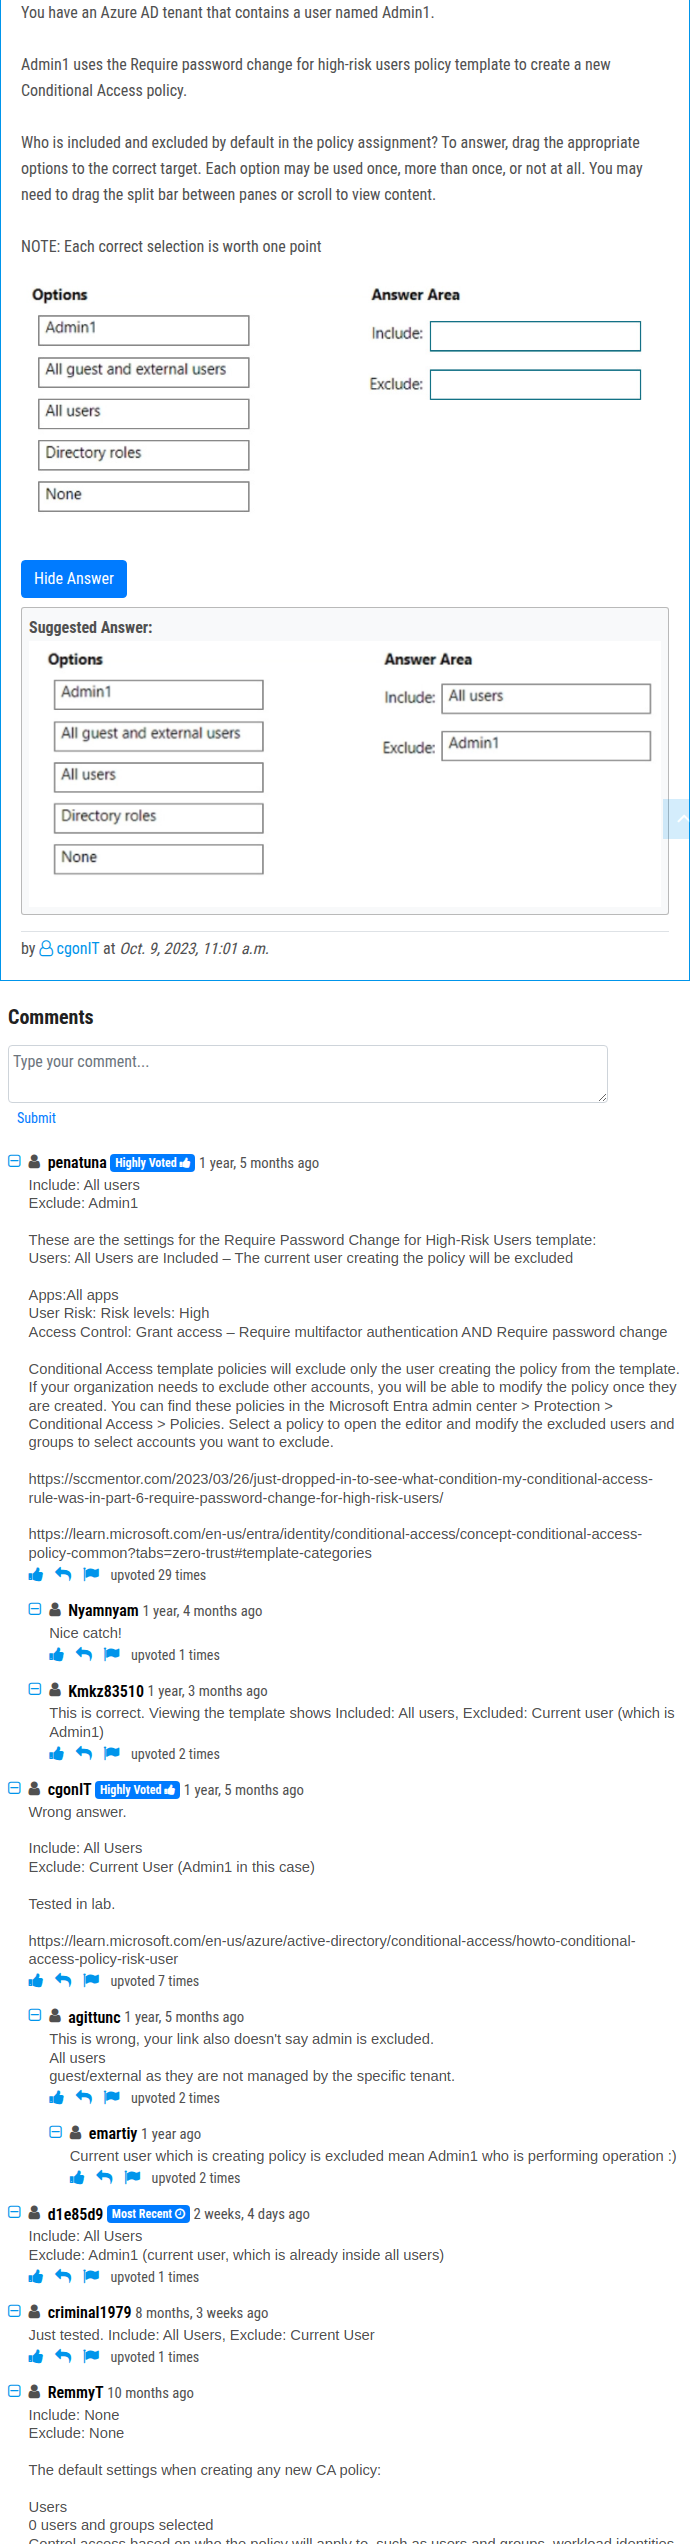 You have an Azure AD tenant that contains a user named Admin1.
Admin1 uses the Require password change for high-risk users policy template to create a new
Conditional Access policy.
Who is included and excluded by default in the policy assignment? To answer, drag the appropriate
options to the correct target. Each option may be used once, more than once, or not at all. You may
need to drag the split bar between panes or scroll to view content.
NOTE: Each correct selection is worth one point
Options
Admin1
All guest and external users
All users
Directory roles
None
Answer Area
Include:
Exclude:
Hide Answer
Suggested Answer:
Options
Admin1
All guest and external users
All users
Directory roles
None
Answer Area
Include: All users
Exclude: Admin1
by cgonIT at Oct. 9, 2023, 11:01 a.m.
Comments
Type your comment...
Submit
penatuna Highly Voted 1 year, 5 months ago
Include: All users
Exclude: Admin1
These are the settings for the Require Password Change for High-Risk Users template:
Users: All Users are Included – The current user creating the policy will be excluded
Apps:All apps
User Risk: Risk levels: High
Access Control: Grant access – Require multifactor authentication AND Require password change
Conditional Access template policies will exclude only the user creating the policy from the template.
If your organization needs to exclude other accounts, you will be able to modify the policy once they
are created. You can find these policies in the Microsoft Entra admin center > Protection >
Conditional Access > Policies. Select a policy to open the editor and modify the excluded users and
groups to select accounts you want to exclude.
https://sccmentor.com/2023/03/26/just-dropped-in-to-see-what-condition-my-conditional-access-
rule-was-in-part-6-require-password-change-for-high-risk-users/
https://learn.microsoft.com/en-us/entra/identity/conditional-access/concept-conditional-access-
policy-common?tabs=zero-trust#template-categories
upvoted 29 times
Nyamnyam 1 year, 4 months ago
Nice catch!
upvoted 1 times
Kmkz83510 1 year, 3 months ago
This is correct. Viewing the template shows Included: All users, Excluded: Current user (which is
Admin1)
upvoted 2 times
cgonIT Highly Voted 1 year, 5 months ago
Wrong answer.
Include: All Users
Exclude: Current User (Admin1 in this case)
Tested in lab.
https://learn.microsoft.com/en-us/azure/active-directory/conditional-access/howto-conditional-
access-policy-risk-user
upvoted 7 times
agittunc 1 year, 5 months ago
This is wrong, your link also doesn't say admin is excluded.
All users
guest/external as they are not managed by the specific tenant.
upvoted 2 times
emartiy 1 year ago
Current user which is creating policy is excluded mean Admin1 who is performing operation :)
upvoted 2 times
d1e85d9 Most Recent 2 weeks, 4 days ago
Include: All Users
Exclude: Admin1 (current user, which is already inside all users)
upvoted 1 times
criminal1979 8 months, 3 weeks ago
Just tested. Include: All Users, Exclude: Current User
upvoted 1 times
RemmyT 10 months ago
Include: None
Exclude: None
The default settings when creating any new CA policy:
Users
0 users and groups selected
Control access based on who the policy will apply to, such as users and groups, workload identities,